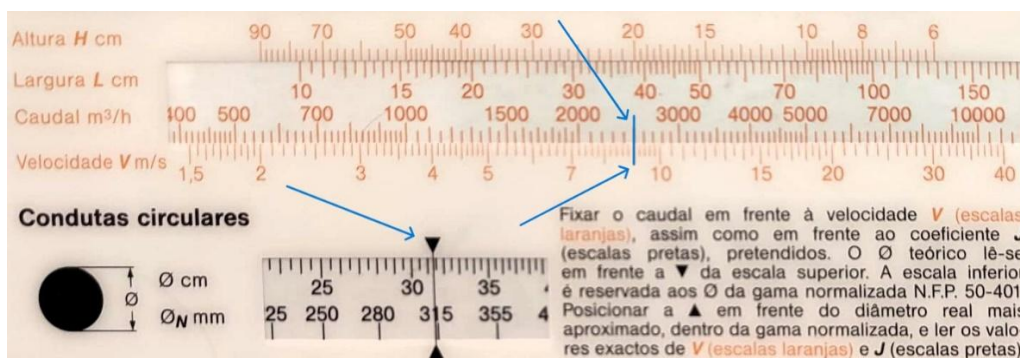 Altura H cm 90 70 50 40 30 20 15 10 8 6
Largura L cm 10 15 20 30 40 50 70 100 150
Caudal m³/h 400 500 700 1000 1500 2000 3000 4000 5000 7000 10000
Velocidade V m/s 1,5 2 3 4 5 7 10 15 20 30 40
Condutas circulares
Ø
Ø cm 25 30 35
ØN mm 25 250 280 315 355 4
Fixar o caudal em frente à velocidade V (escalas
laranjas), assim como em frente ao coeficiente J
(escalas pretas), pretendidos. O Ø teórico lê-se
em frente a ▼ da escala superior. A escala inferior
é reservada aos Ø da gama normalizada N.F.P. 50-401
Posicionar a ▲ em frente do diâmetro real mais
aproximado, dentro da gama normalizada, e ler os valo-
res exactos de V (escalas laranjas) e J (escalas pretas)